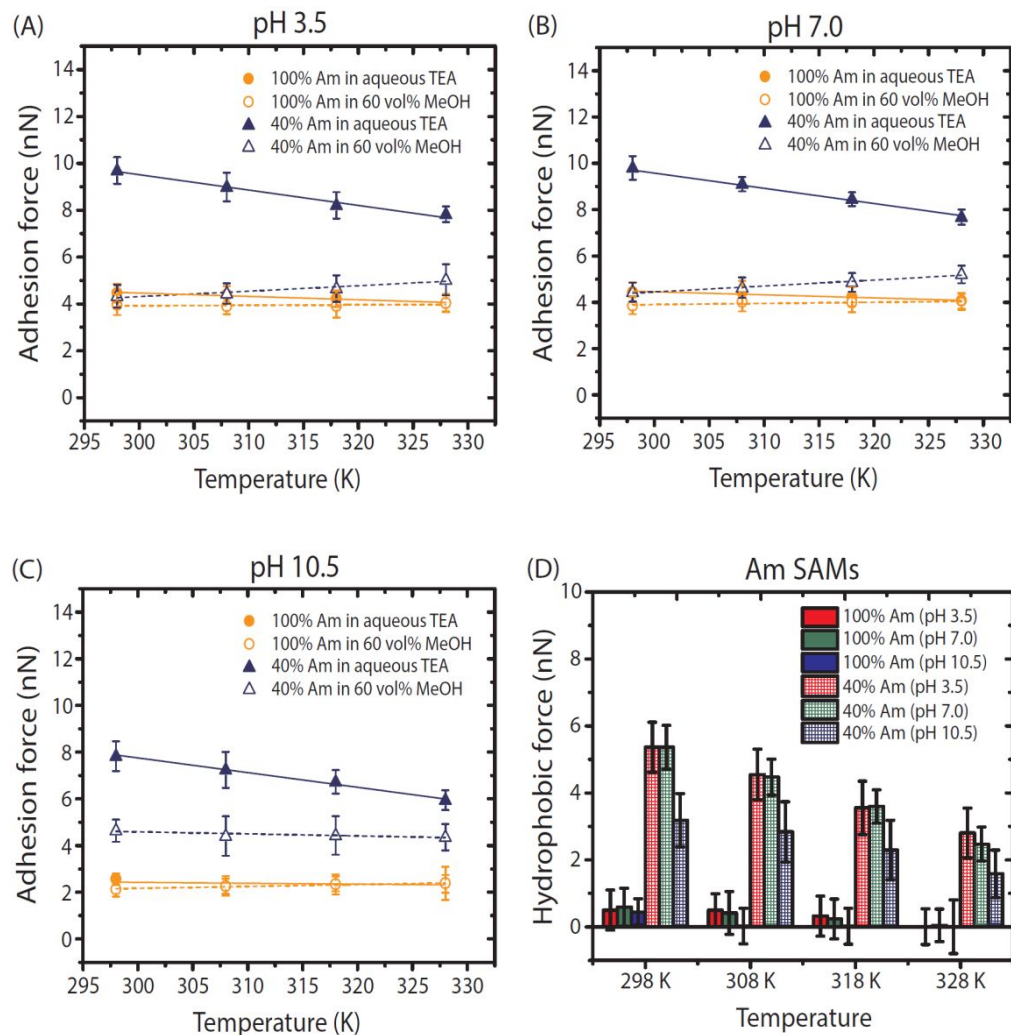 (A)
pH 3.5
100% Am in aqueous TEA
100% Am in 60 vol% MeOH
40% Am in aqueous TEA
40% Am in 60 vol% MeOH
Adhesion force (nN)
14
12
10
8
6
4
2
0
295 300 305 310 315 320 325 330
Temperature (K)
(B)
pH 7.0
100% Am in aqueous TEA
100% Am in 60 vol% MeOH
40% Am in aqueous TEA
40% Am in 60 vol% MeOH
Adhesion force (nN)
14
12
10
8
6
4
2
0
295 300 305 310 315 320 325 330
Temperature (K)
(C)
pH 10.5
100% Am in aqueous TEA
100% Am in 60 vol% MeOH
40% Am in aqueous TEA
40% Am in 60 vol% MeOH
Adhesion force (nN)
14
12
10
8
6
4
2
0
295 300 305 310 315 320 325 330
Temperature (K)
(D)
Am SAMs
100% Am (pH 3.5)
100% Am (pH 7.0)
100% Am (pH 10.5)
40% Am (pH 3.5)
40% Am (pH 7.0)
40% Am (pH 10.5)
Hydrophobic force (nN)
10
8
6
4
2
0
298 K 308 K 318 K 328 K
Temperature